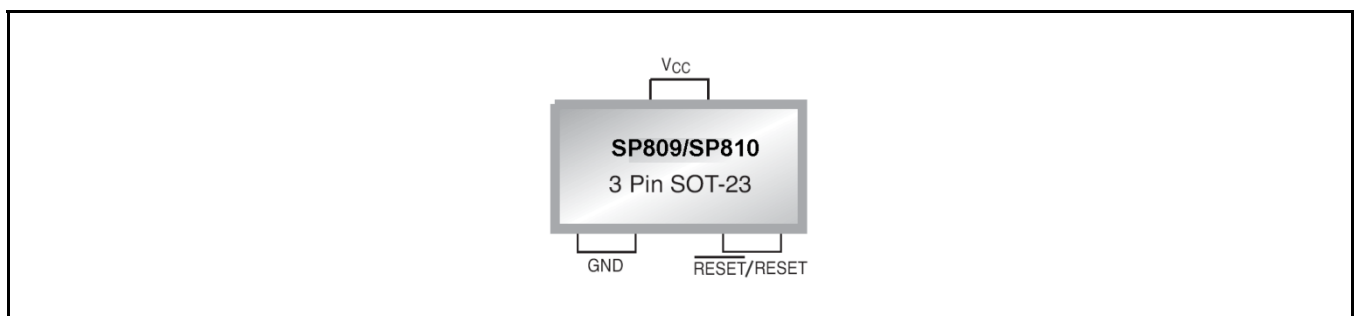 VCC
SP809/SP810
3 Pin SOT-23
GND
RESET/RESET